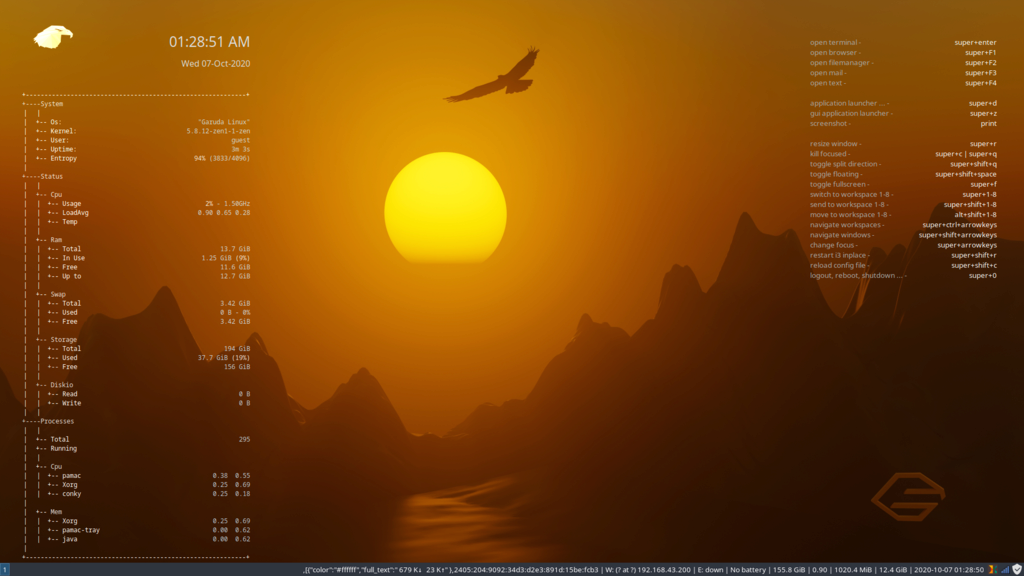 01:28:51 AM
Wed 07-Oct-2020
+----System
+-- Os: "Garuda Linux"
+-- Kernel: 5.8.12-zen1-1-zen
+-- User: guest
+-- Uptime: 3m 3s
+-- Entropy 94% (3833/4096)
+----Status
+-- Cpu
+-- Usage 2% - 1.50GHz
+-- LoadAvg 0.90 0.65 0.28
+-- Temp
+-- Ram
+-- Total 13.7 GiB
+-- In Use 1.25 GiB (9%)
+-- Free 11.6 GiB
+-- Up to 12.7 GiB
+-- Swap
+-- Total 3.42 GiB
+-- Used 0 B - 0%
+-- Free 3.42 GiB
+-- Storage
+-- Total 194 GiB
+-- Used 37.7 GiB (19%)
+-- Free 156 GiB
+-- Diskio
+-- Read 0 B
+-- Write 0 B
+----Processes
+-- Total 295
+-- Running
+-- Cpu
+-- pamac 0.38 0.55
+-- Xorg 0.25 0.69
+-- conky 0.25 0.18
+-- Mem
+-- Xorg 0.25 0.69
+-- pamac-tray 0.00 0.62
+-- java 0.00 0.62
open terminal - super+enter
open browser - super+F1
open filemanager - super+F2
open mail - super+F3
open text - super+F4
application launcher ... - super+d
gui application launcher - super+z
screenshot - print
resize window - super+r
kill focused - super+c | super+q
toggle split direction - super+shift+q
toggle floating - super+shift+space
toggle fullscreen - super+f
switch to workspace 1-8 - super+1-8
send to workspace 1-8 - super+shift+1-8
move to workspace 1-8 - alt+shift+1-8
navigate workspaces - super+ctrl+arrowkeys
navigate windows - super+shift+arrowkeys
change focus - super+arrowkeys
restart i3 inplace - super+shift+r
reload config file - super+shift+c
logout, reboot, shutdown ... - super+0
1 ,[{"color":"#ffffff","full_text":" 679 K↓ 23 K↑"},2405:204:9092:34d3:d2e3:891d:15be:fcb3 | W: (? at ?) 192.168.43.200 | E: down | No battery | 155.8 GiB | 0.90 | 1020.4 MiB | 12.4 GiB | 2020-10-07 01:28:50